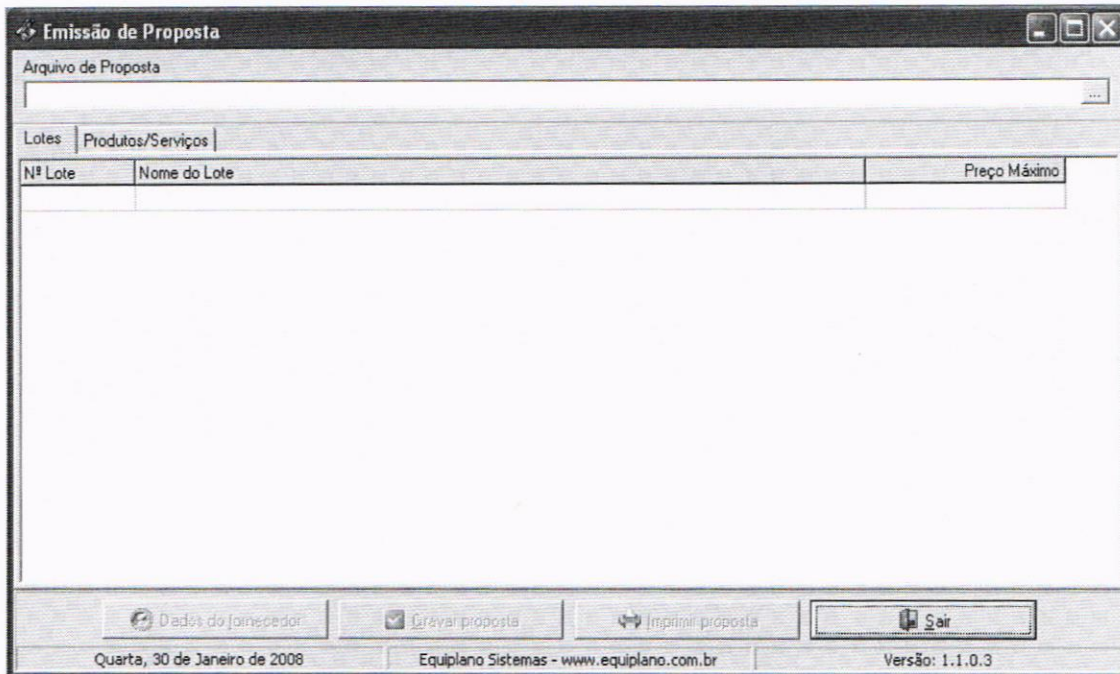 Emissão de Proposta
Arquivo de Proposta
...
Lotes Produtos/Serviços
Nº Lote Nome do Lote Preço Máximo
Dados do fornecedor Gravar proposta Imprimir proposta Sair
Quarta, 30 de Janeiro de 2008 Equiplano Sistemas - www.equiplano.com.br Versão: 1.1.0.3